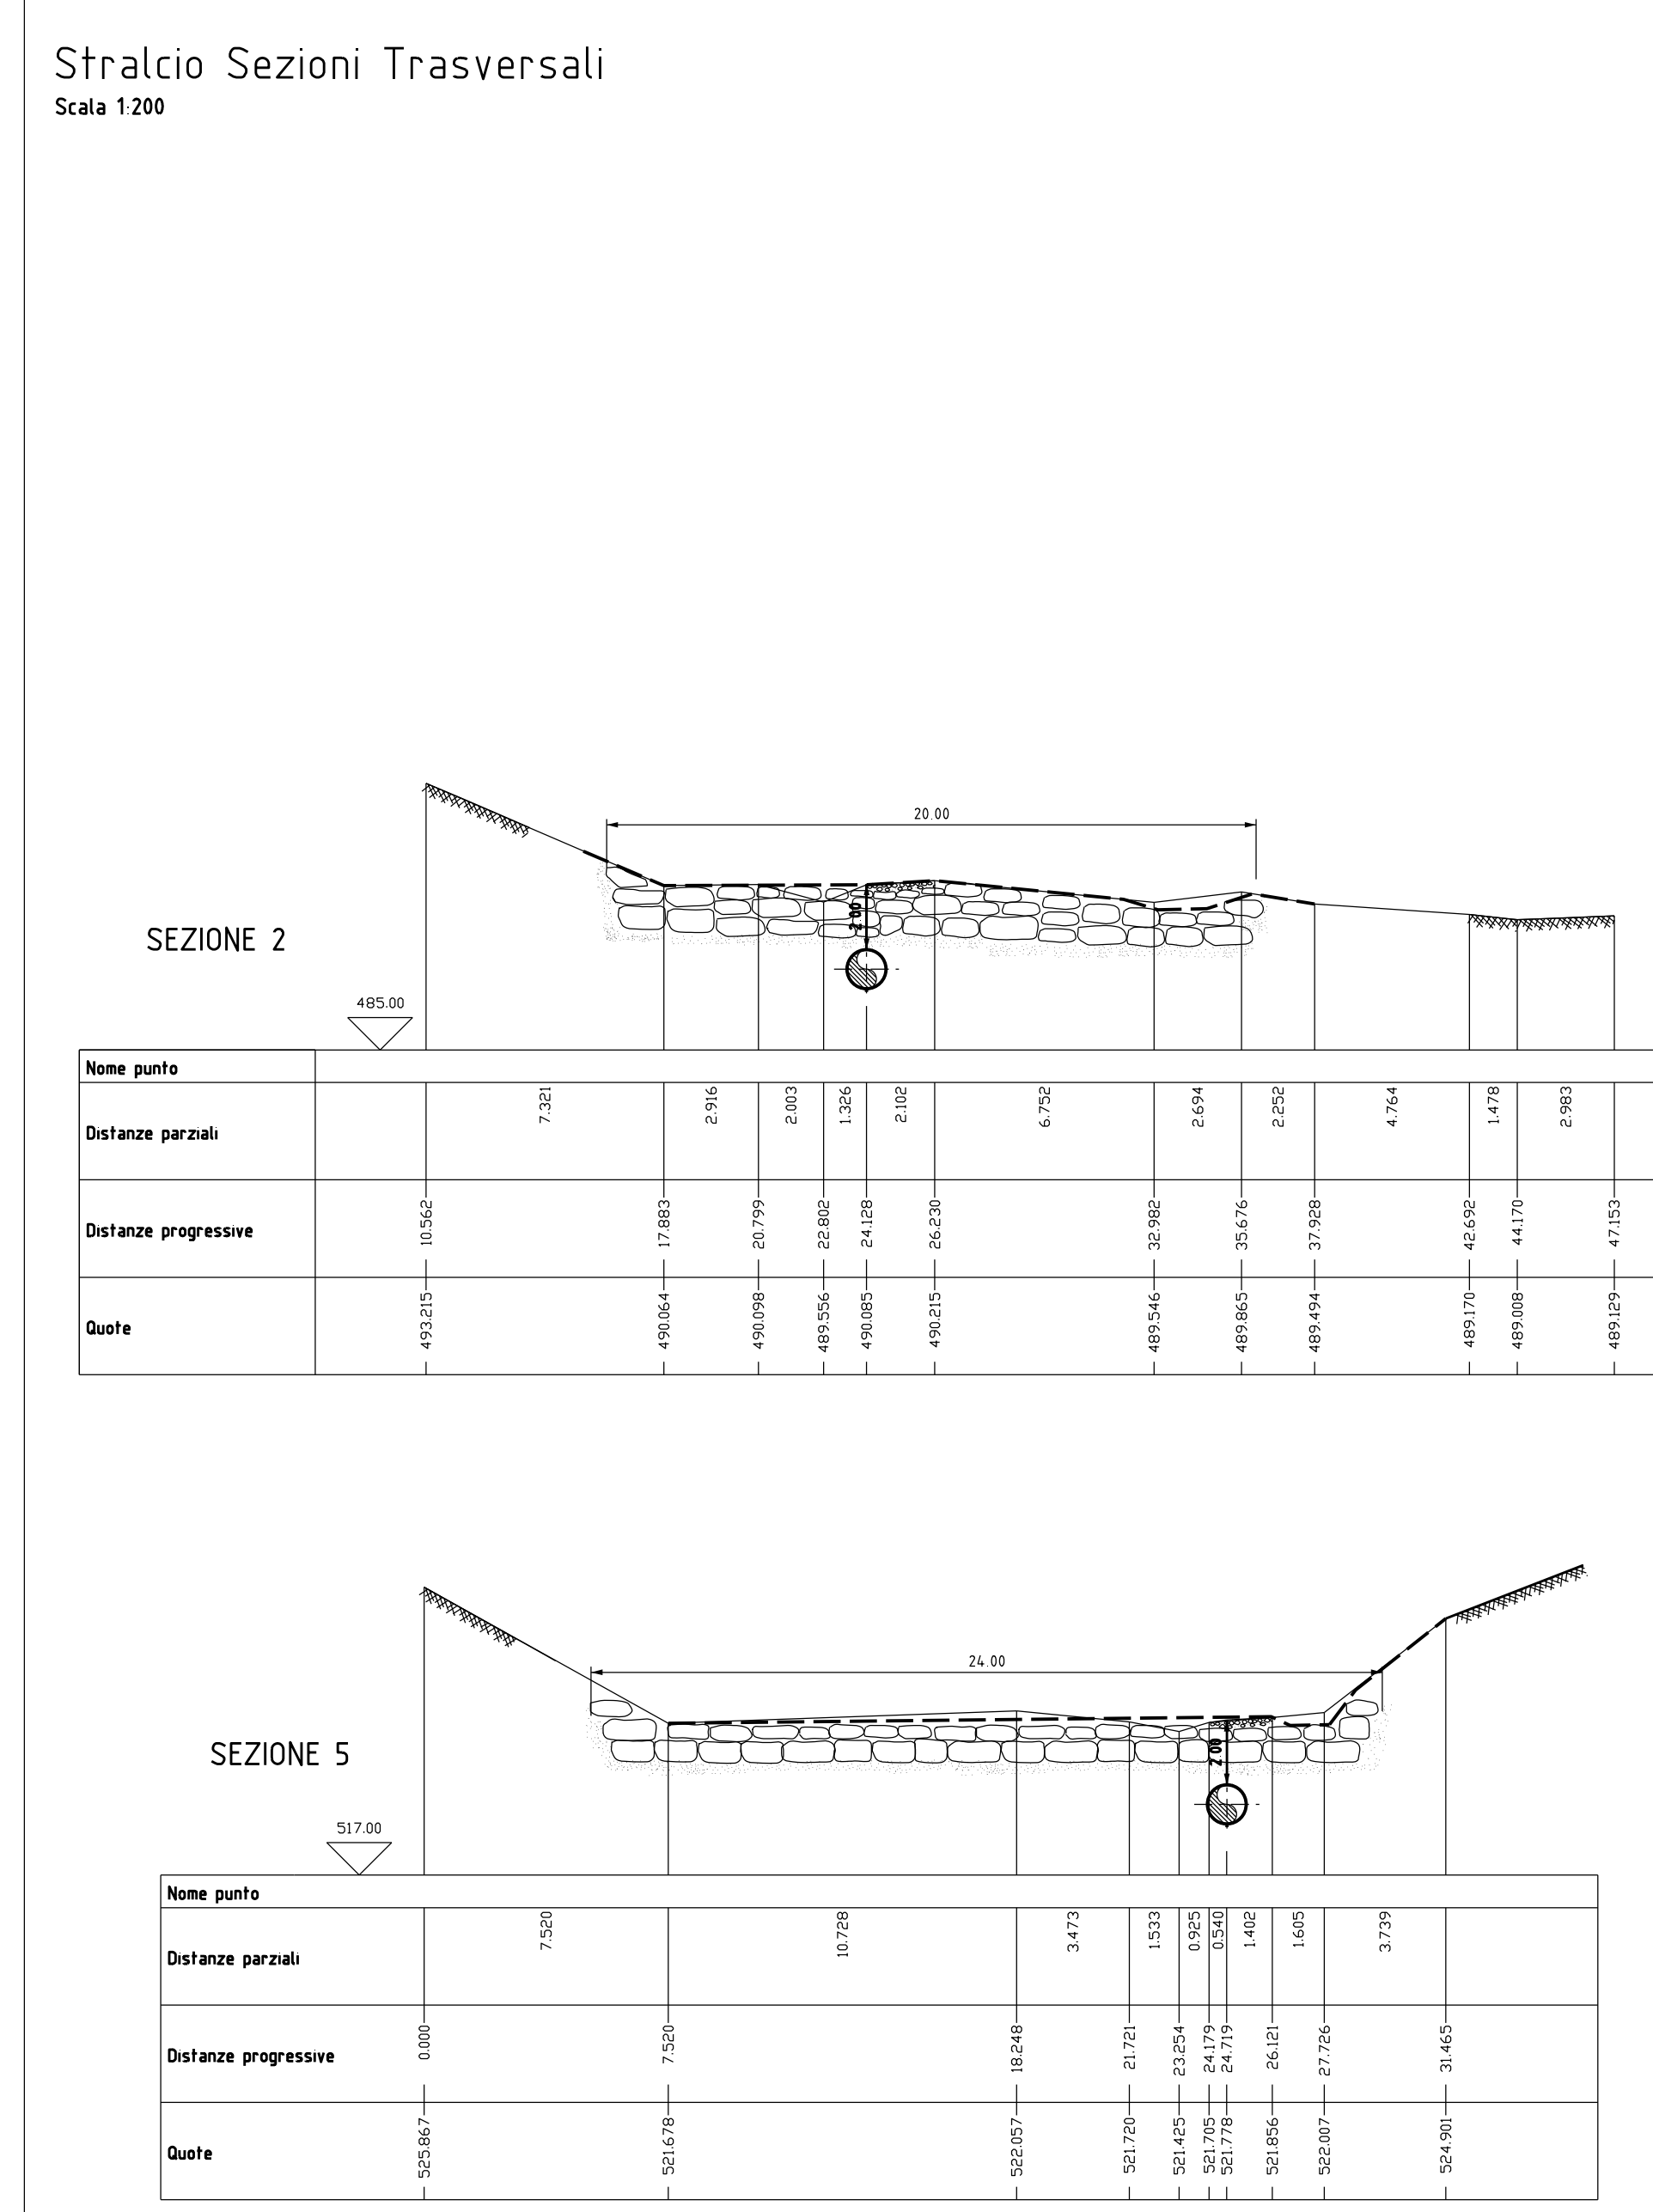 Stralcio Sezioni Trasversali
Scala 1:200
20.00
2.00
SEZIONE 2
485.00
Nome punto
Distanze parziali 7.321 2.916 2.003 1.326 2.102 6.752 2.694 2.252 4.764 1.478 2.983
Distanze progressive 10.562 17.883 20.799 22.802 24.128 26.230 32.982 35.676 37.928 42.692 44.170 47.153
Quote 493.215 490.064 490.098 489.556 490.085 490.215 489.546 489.865 489.494 489.170 489.008 489.129
24.00
2.00
SEZIONE 5
517.00
Nome punto
Distanze parziali 7.520 10.728 3.473 1.533 0.925 0.540 1.402 1.605 3.739
Distanze progressive 0.000 7.520 18.248 21.721 23.254 24.179 24.719 26.121 27.726 31.465
Quote 525.867 521.678 522.057 521.720 521.425 521.705 521.778 521.856 522.007 524.901